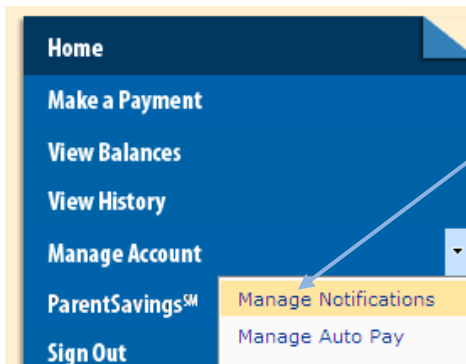 Home
Make a Payment
View Balances
View History
Manage Account
ParentSavings℠
Manage Notifications
Manage Auto Pay
Sign Out